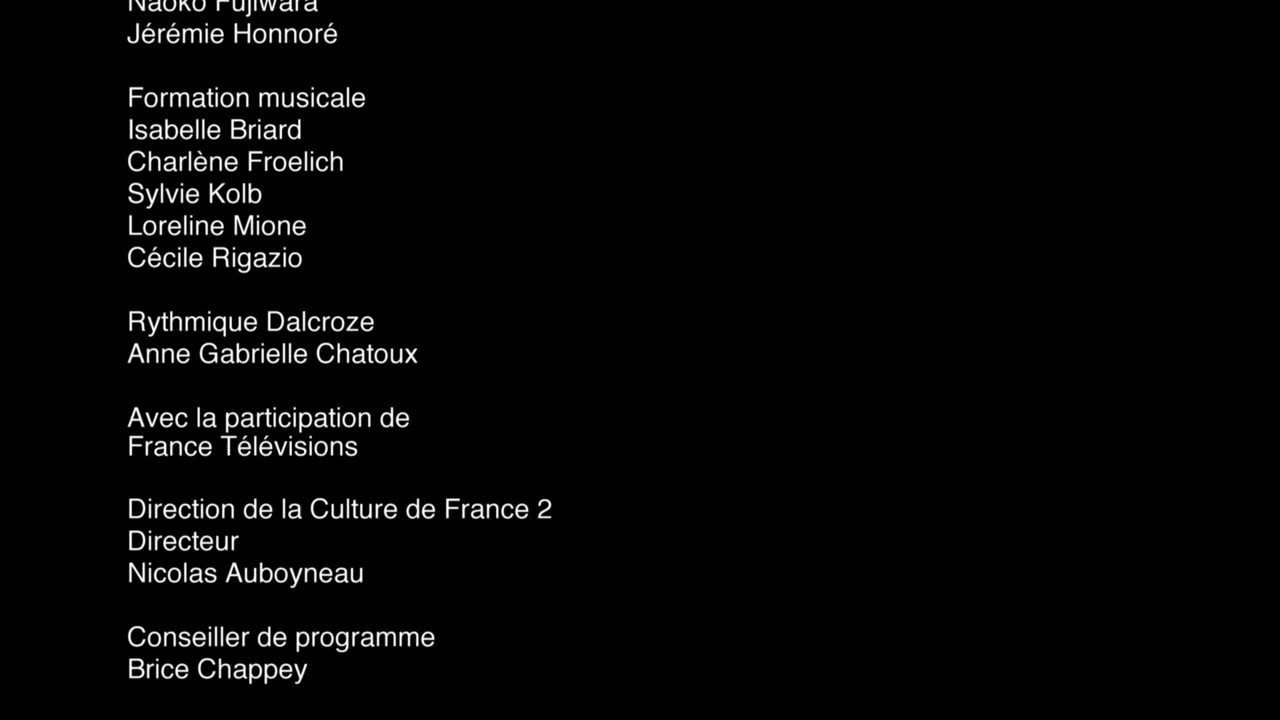 Naoko Fujiwara
Jérémie Honnoré
Formation musicale
Isabelle Briard
Charlène Froelich
Sylvie Kolb
Loreline Mione
Cécile Rigazio
Rythmique Dalcroze
Anne Gabrielle Chatoux
Avec la participation de
France Télévisions
Direction de la Culture de France 2
Directeur
Nicolas Auboyneau
Conseiller de programme
Brice Chappey